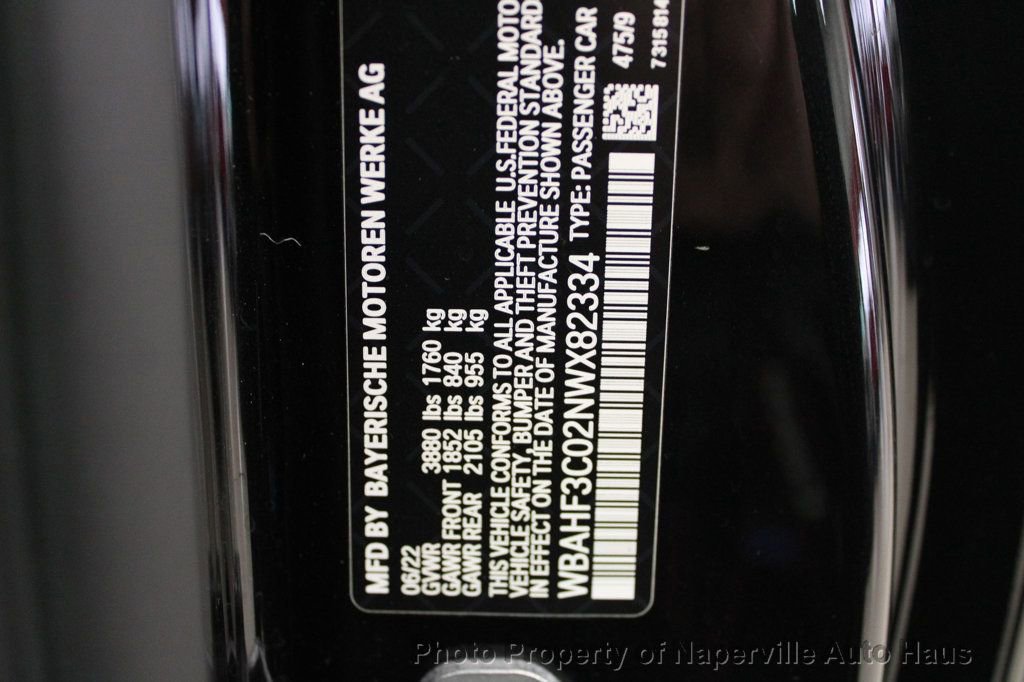 MFD BY BAYERISCHE MOTOREN WERKE AG
06/22
GVWR 3880 lbs 1760 kg
GAWR FRONT 1852 lbs 840 kg
GAWR REAR 2105 lbs 955 kg
THIS VEHICLE CONFORMS TO ALL APPLICABLE U.S.FEDERAL MOTO
VEHICLE SAFETY, BUMPER AND THEFT PREVENTION STANDARD
IN EFFECT ON THE DATE OF MANUFACTURE SHOWN ABOVE.
WBAHF3C02NWX82334 TYPE: PASSENGER CAR
475/9
7315814
Photo Property of Naperville Auto Haus